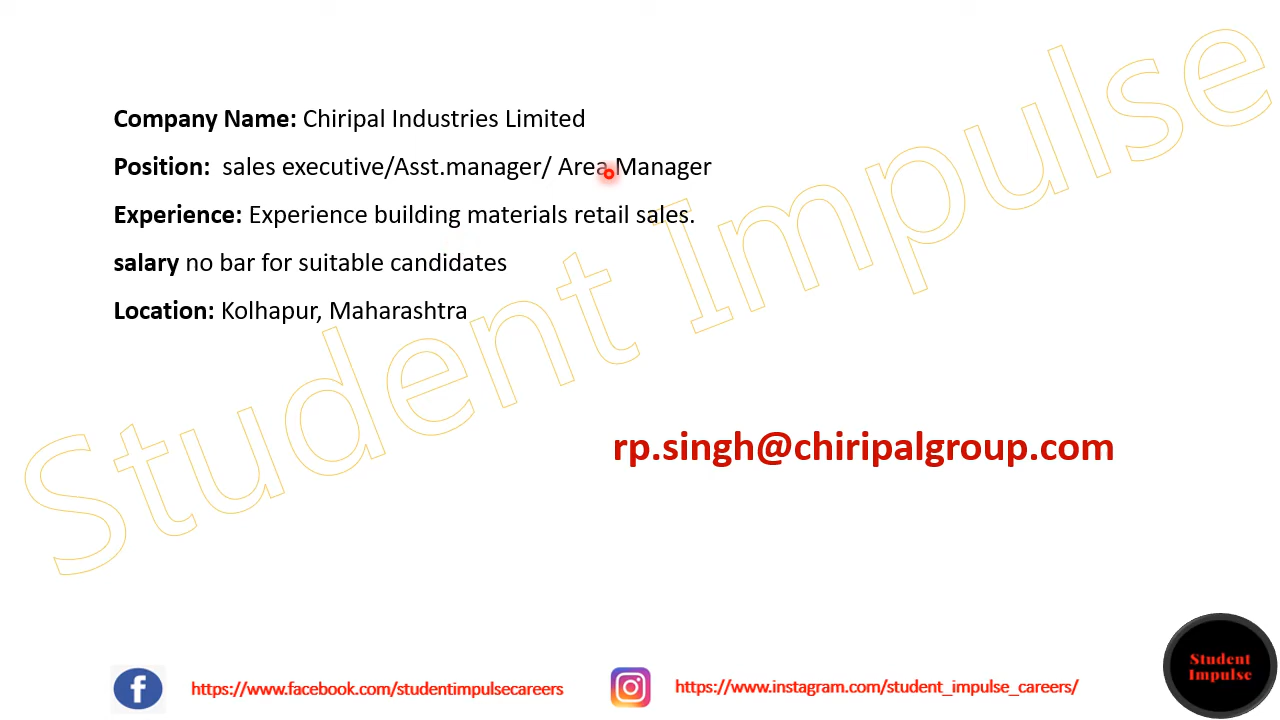 Company Name: Chiripal Industries Limited
Position: sales executive/Asst.manager/ Area Manager
Experience: Experience building materials retail sales.
salary no bar for suitable candidates
Location: Kolhapur, Maharashtra
Student Impulse
rp.singh@chiripalgroup.com
https://www.facebook.com/studentimpulsecareers
https://www.instagram.com/student_impulse_careers/
Student
Impulse